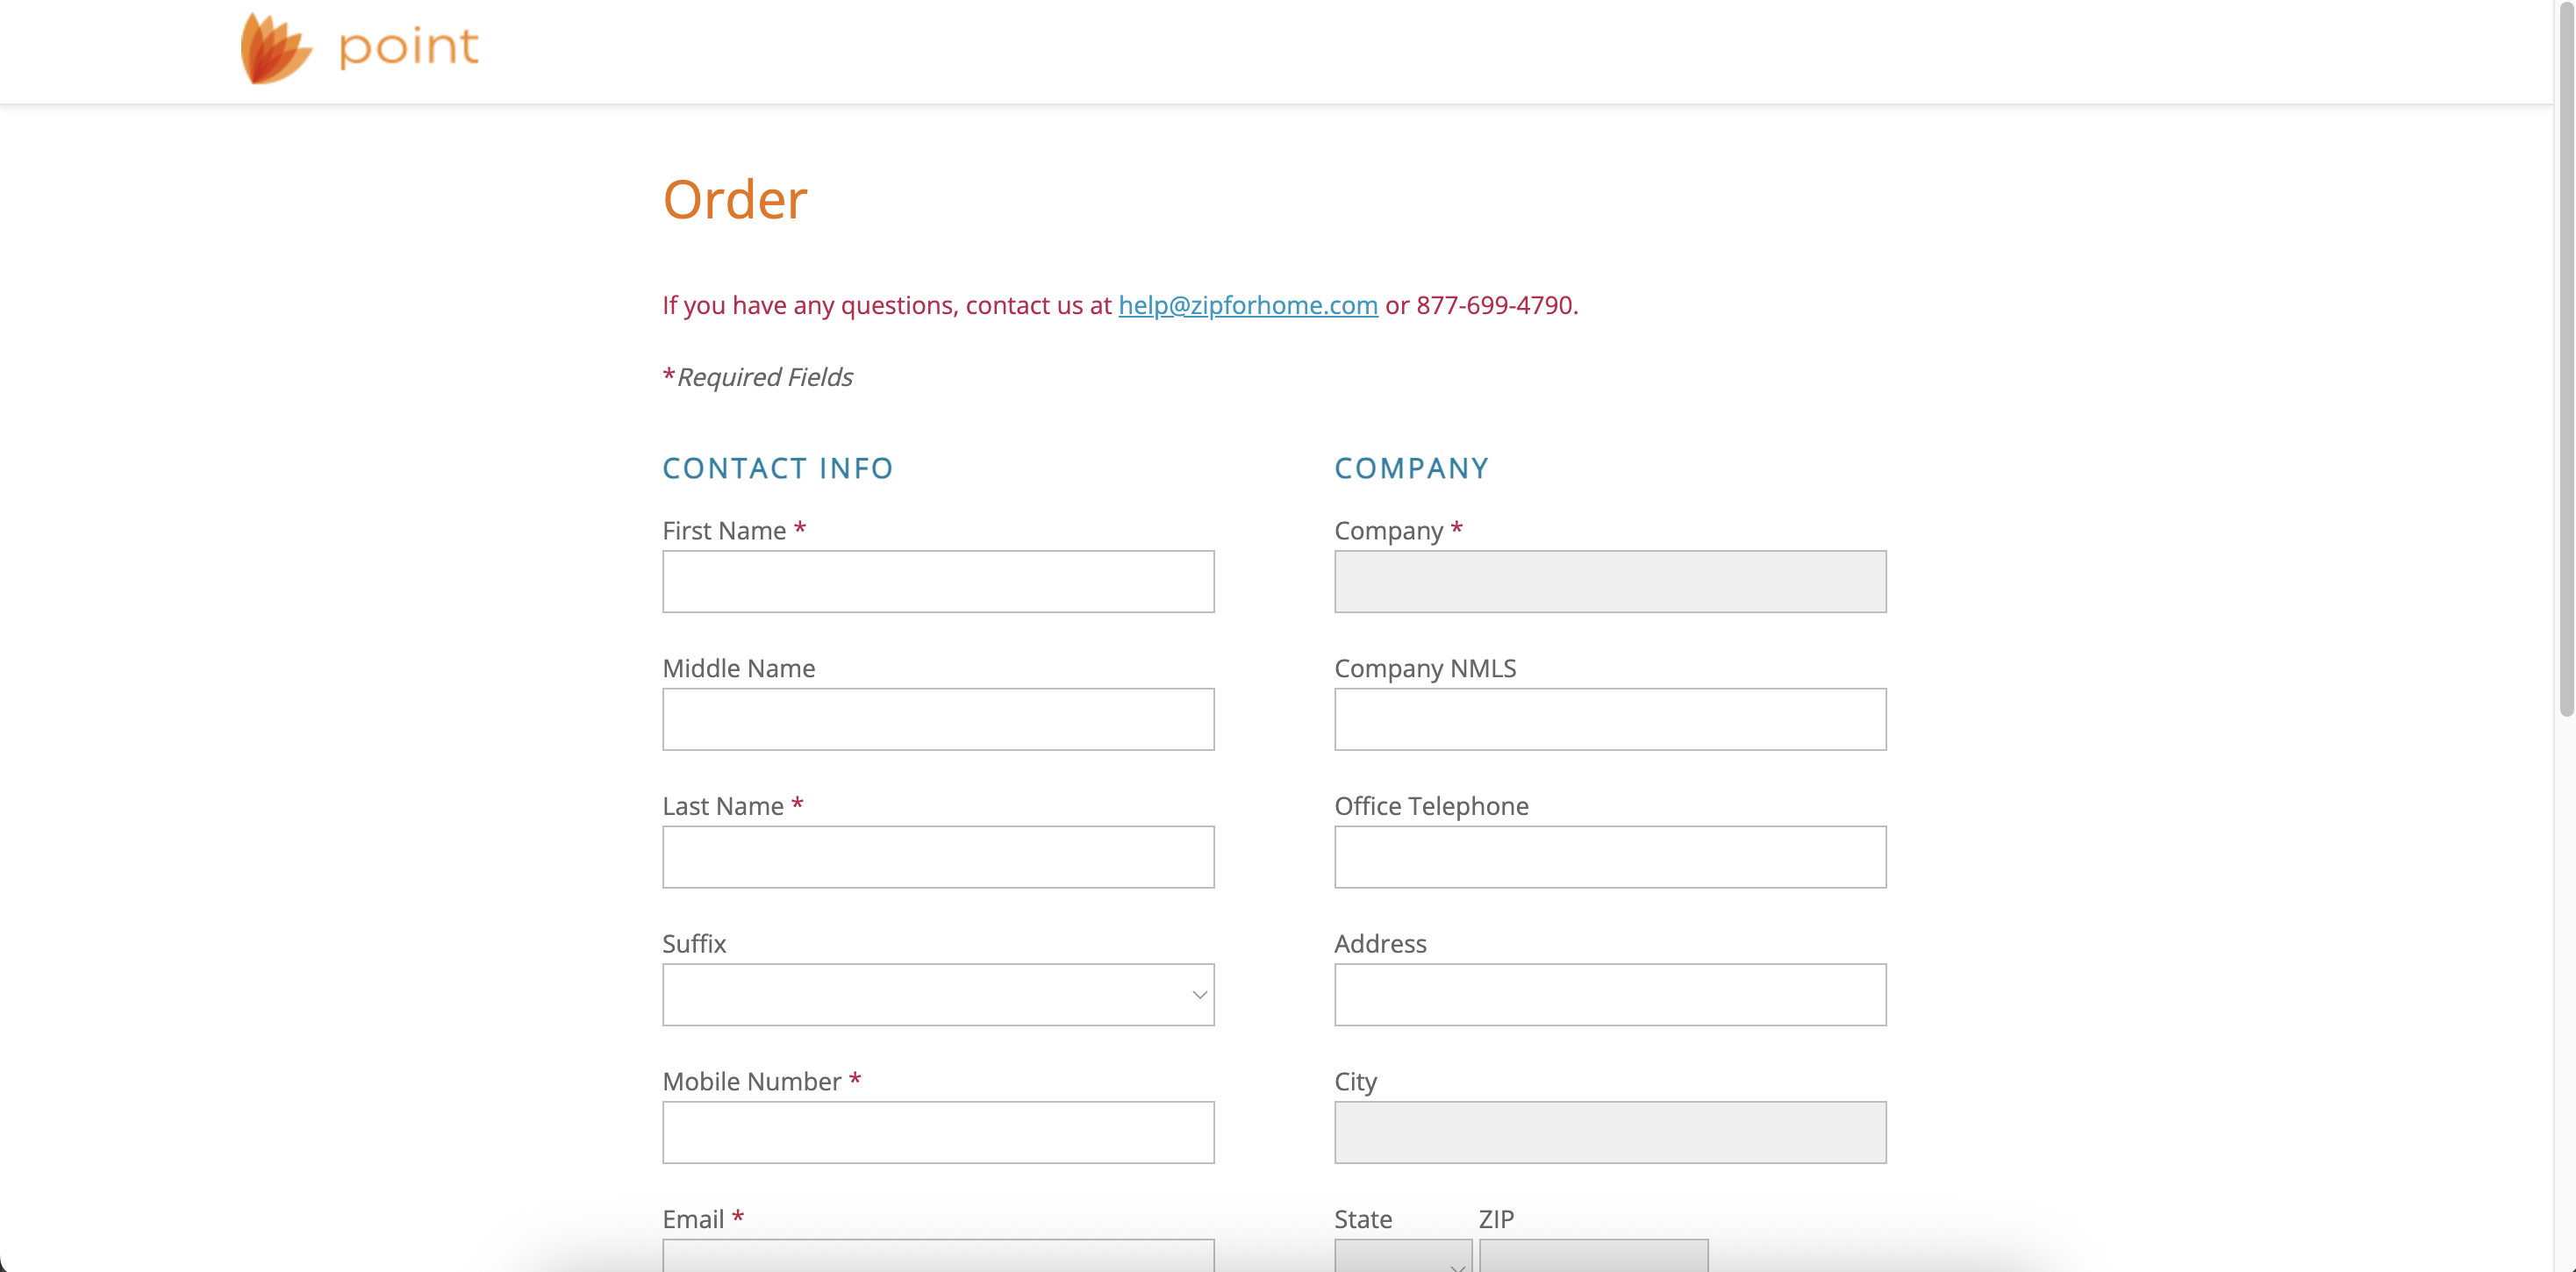 point
Order
If you have any questions, contact us at help@zipforhome.com or 877-699-4790.
*Required Fields
CONTACT INFO
First Name *
Middle Name
Last Name *
Suffix
Mobile Number *
Email *
COMPANY
Company *
Company NMLS
Office Telephone
Address
City
State ZIP